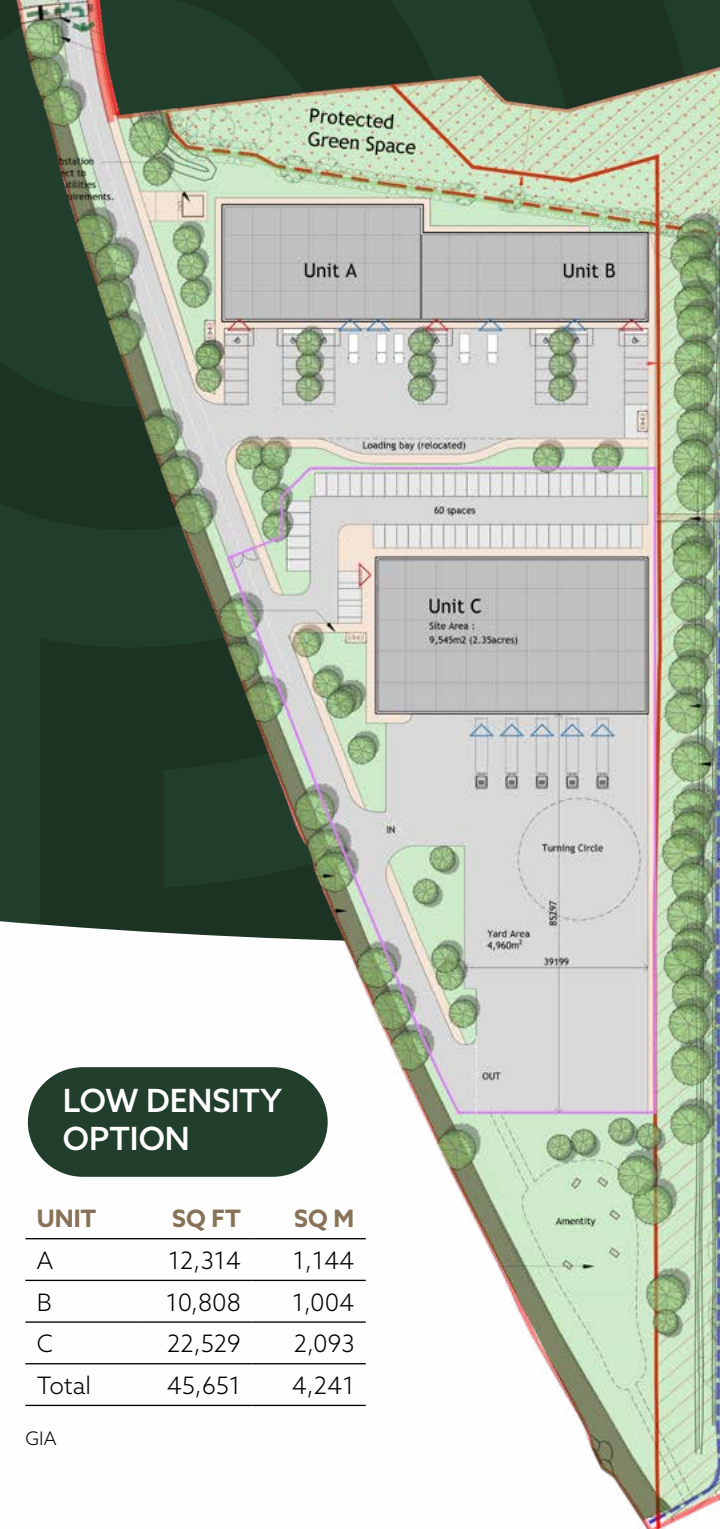 Protected
Green Space
ect to
Unit A
Unit B
Loading bay (relocated)
60 spaces
Unit C
Site Area :
9,545m2 (2.35acres)
IN
Turning Circle
85297
Yard Area
4,960m²
39199
OUT
Amentity
LOW DENSITY
OPTION
UNIT SQ FT SQ M
A 12,314 1,144
B 10,808 1,004
C 22,529 2,093
Total 45,651 4,241
GIA